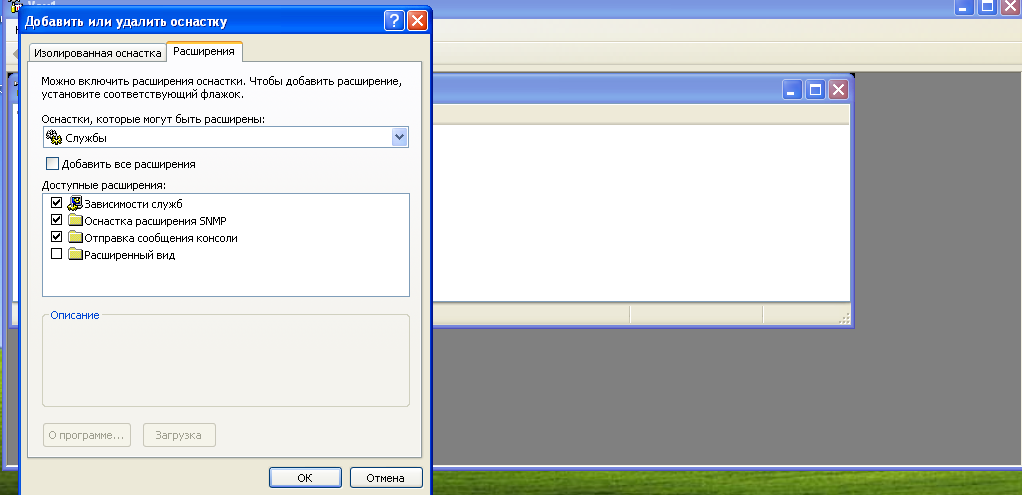 Добавить или удалить оснастку
Изолированная оснастка
Расширения
Можно включить расширения оснастки. Чтобы добавить расширение,
установите соответствующий флажок.
Оснастки, которые могут быть расширены:
Службы
Добавить все расширения
Доступные расширения:
Зависимости служб
Оснастка расширения SNMP
Отправка сообщения консоли
Расширенный вид
Описание
О программе...
Загрузка
ОК
Отмена